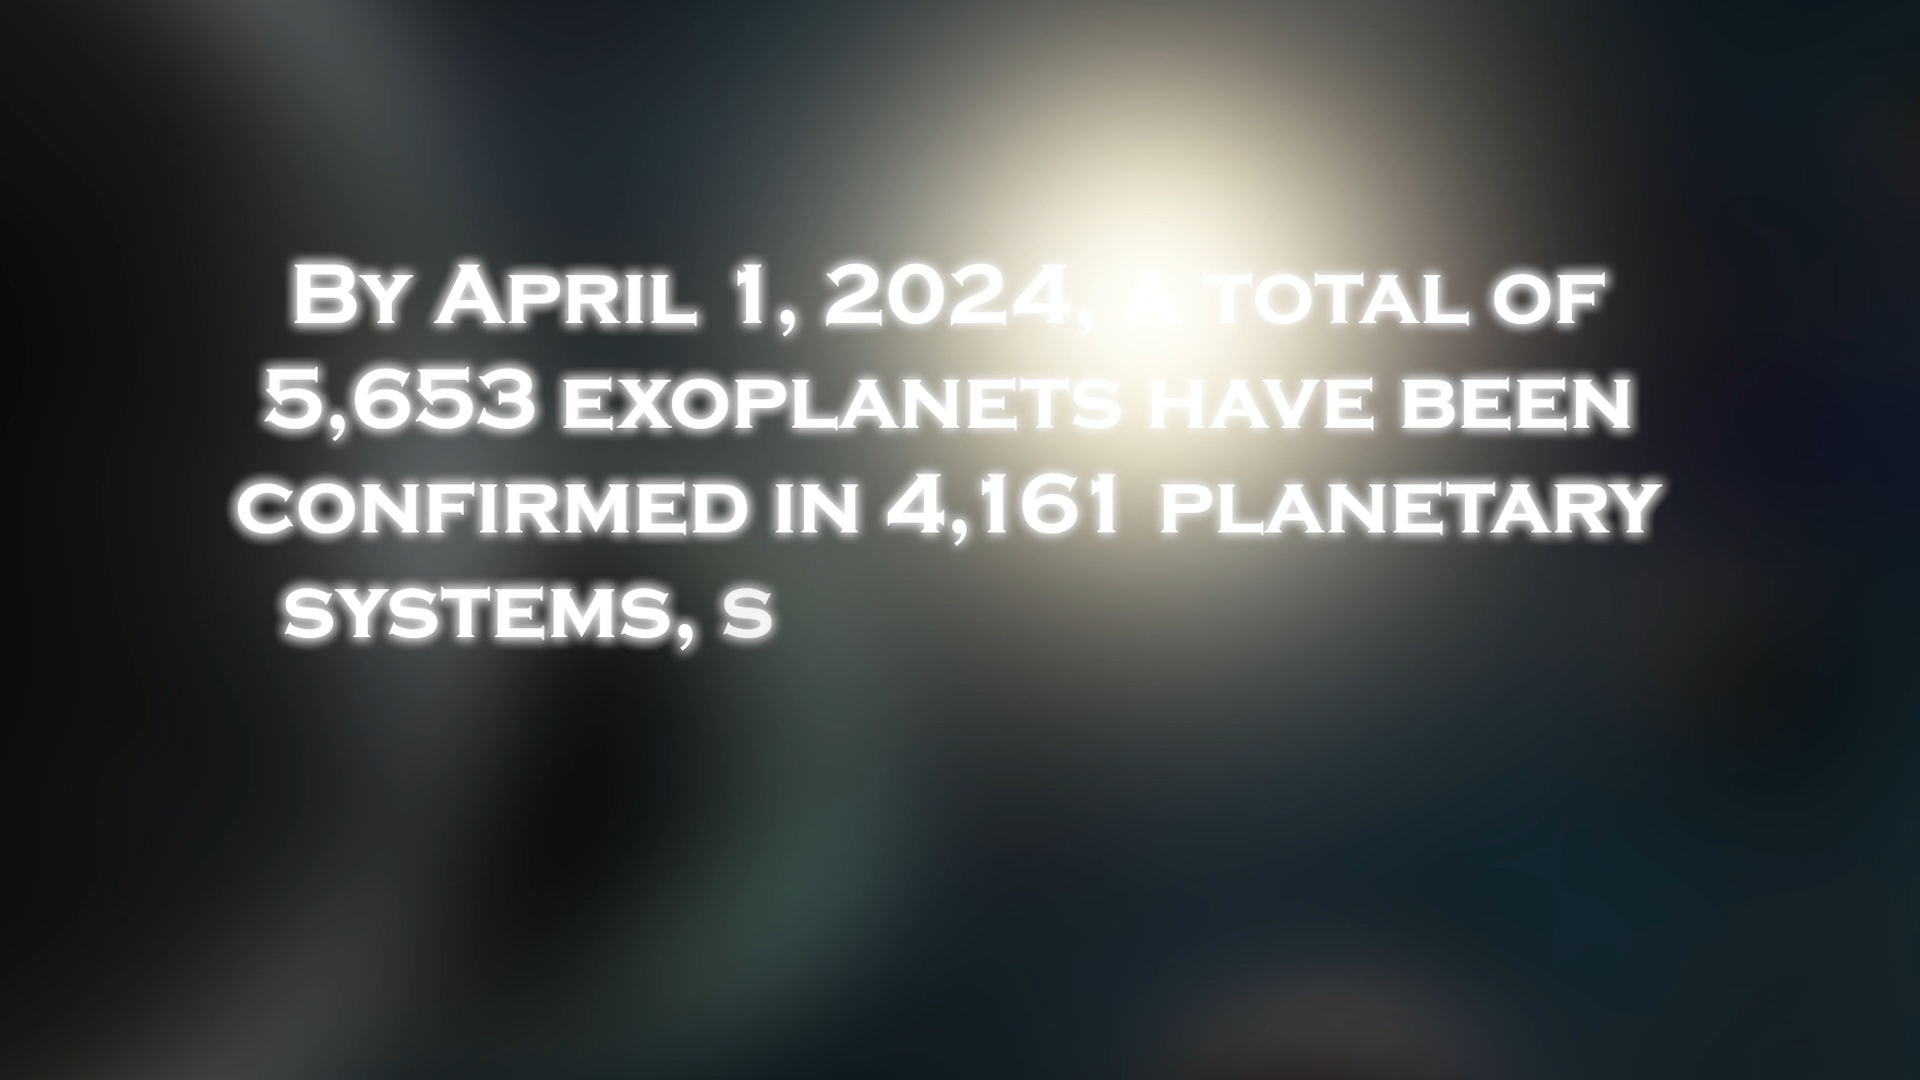 By April 1, 2024, a total of
5,653 exoplanets have been
confirmed in 4,161 planetary
systems, s